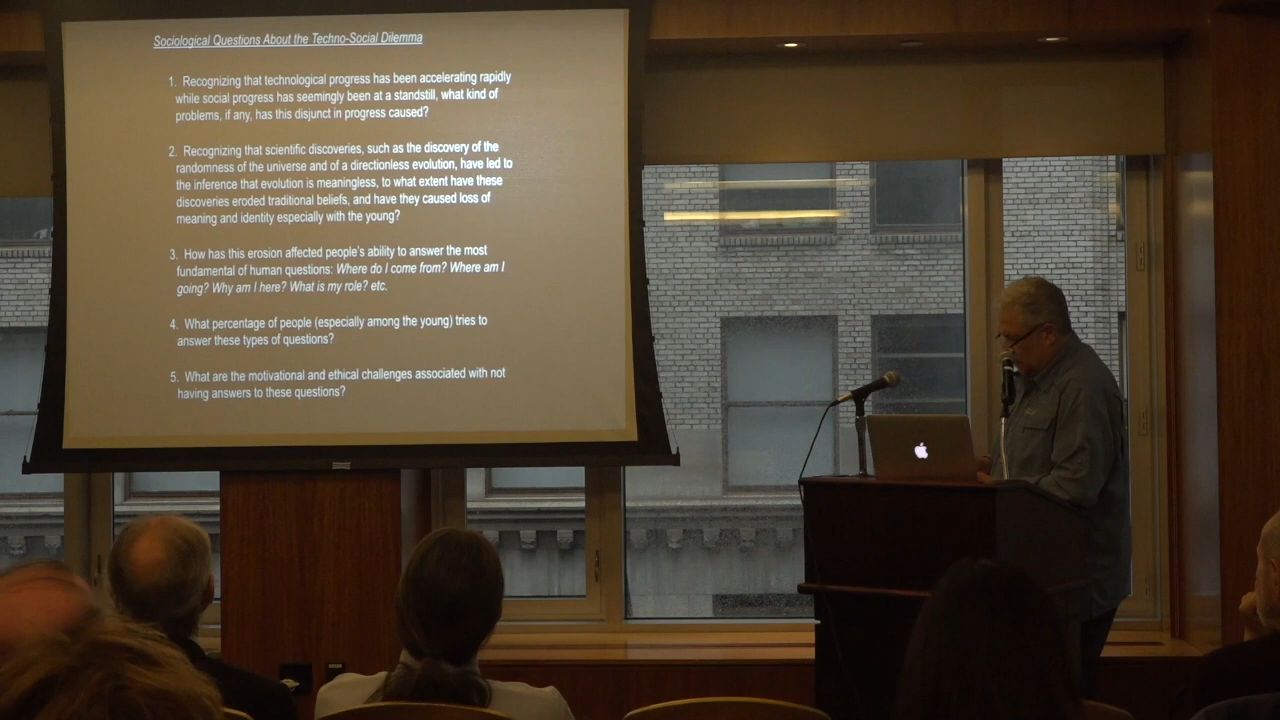 Sociological Questions About the Techno-Social Dilemma
1. Recognizing that technological progress has been accelerating rapidly
while social progress has seemingly been at a standstill, what kind of
problems, if any, has this disjunct in progress caused?
2. Recognizing that scientific discoveries, such as the discovery of the
randomness of the universe and of a directionless evolution, have led to
the inference that evolution is meaningless, to what extent have these
discoveries eroded traditional beliefs, and have they caused loss of
meaning and identity especially with the young?
3. How has this erosion affected people's ability to answer the most
fundamental of human questions: Where do I come from? Where am I
going? Why am I here? What is my role? etc.
4. What percentage of people (especially among the young) tries to
answer these types of questions?
5. What are the motivational and ethical challenges associated with not
having answers to these questions?